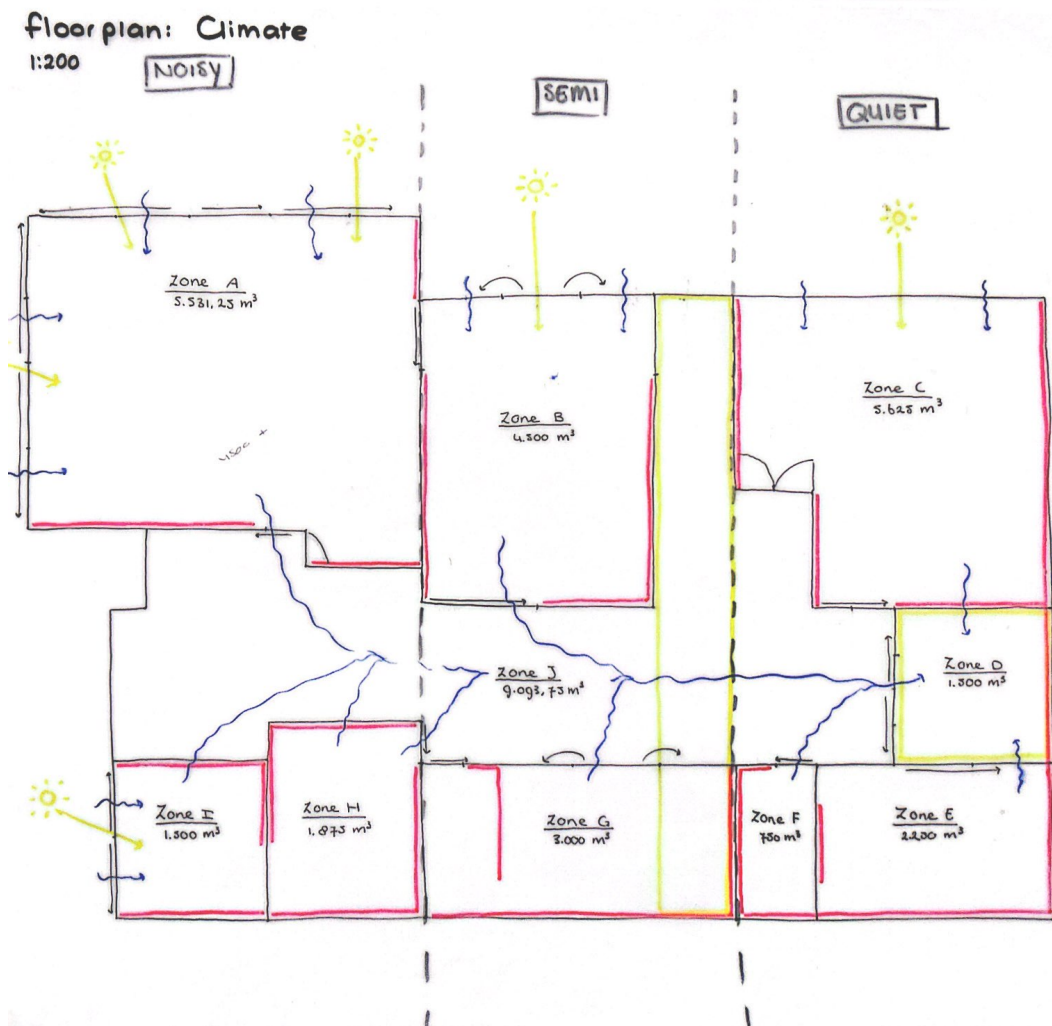 floorplan: Climate
1:200
NOISY
SEMI
QUIET
Zone A
5.531,25 m³
Zone B
4.500 m³
Zone C
5.625 m³
4500 +
Zone J
9.093,75 m³
Zone D
1.500 m³
Zone I
1.500 m³
Zone H
1.875 m³
Zone G
3.000 m³
Zone F
750 m³
Zone E
2.250 m³